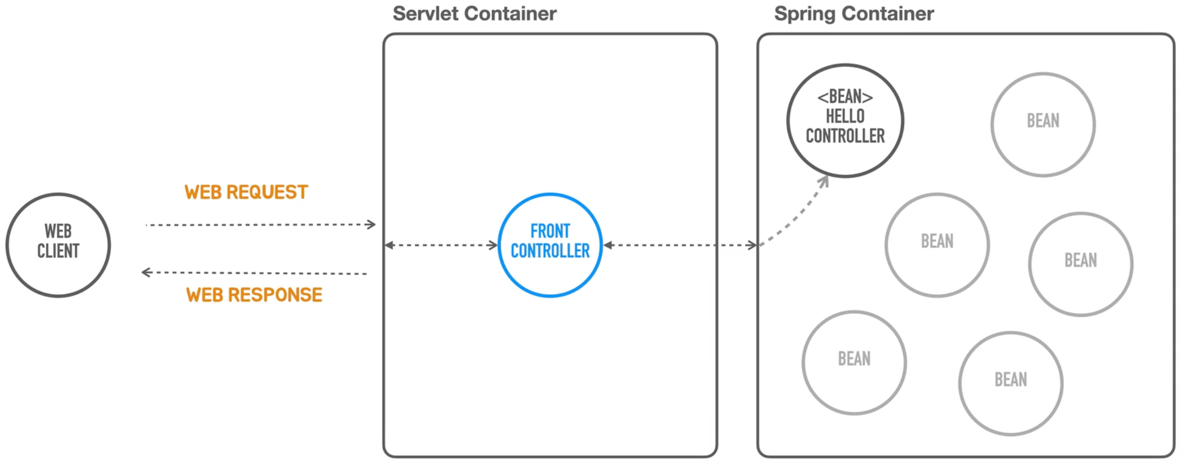 Servlet Container
Spring Container
<BEAN>
HELLO
CONTROLLER
BEAN
WEB REQUEST
WEB
CLIENT
FRONT
CONTROLLER
BEAN
BEAN
WEB RESPONSE
BEAN
BEAN